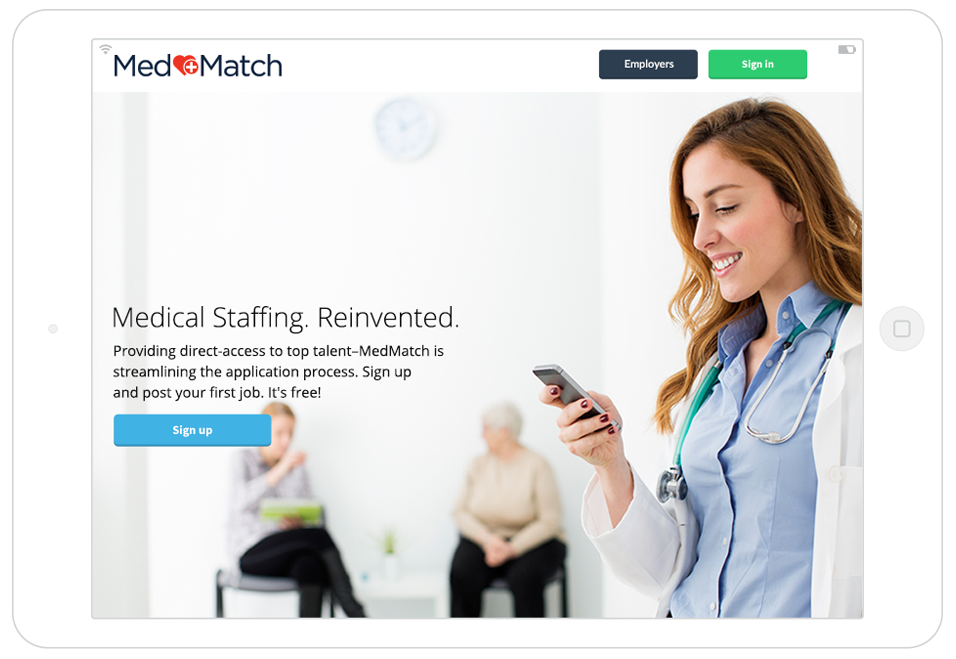 MedMatch
Employers
Sign in
Medical Staffing. Reinvented.
Providing direct-access to top talent–MedMatch is
streamlining the application process. Sign up
and post your first job. It's free!
Sign up